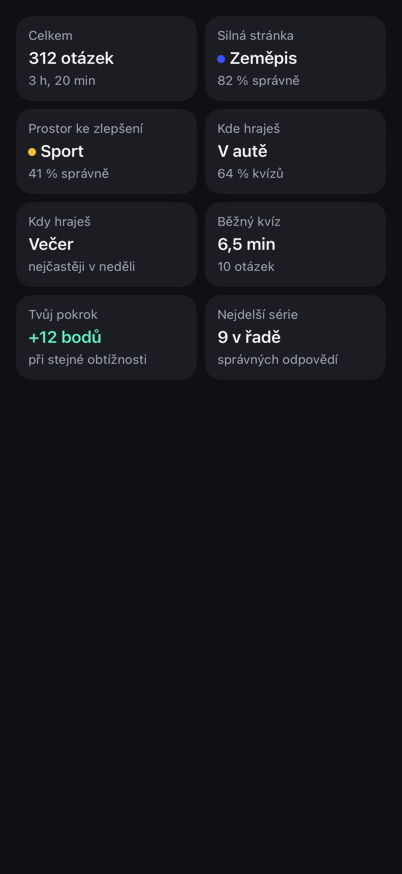 Celkem
312 otázek
3 h, 20 min
Silná stránka
Zeměpis
82 % správně
Prostor ke zlepšení
Sport
41 % správně
Kde hraješ
V autě
64 % kvízů
Kdy hraješ
Večer
nejčastěji v neděli
Běžný kvíz
6,5 min
10 otázek
Tvůj pokrok
+12 bodů
při stejné obtížnosti
Nejdelší série
9 v řadě
správných odpovědí